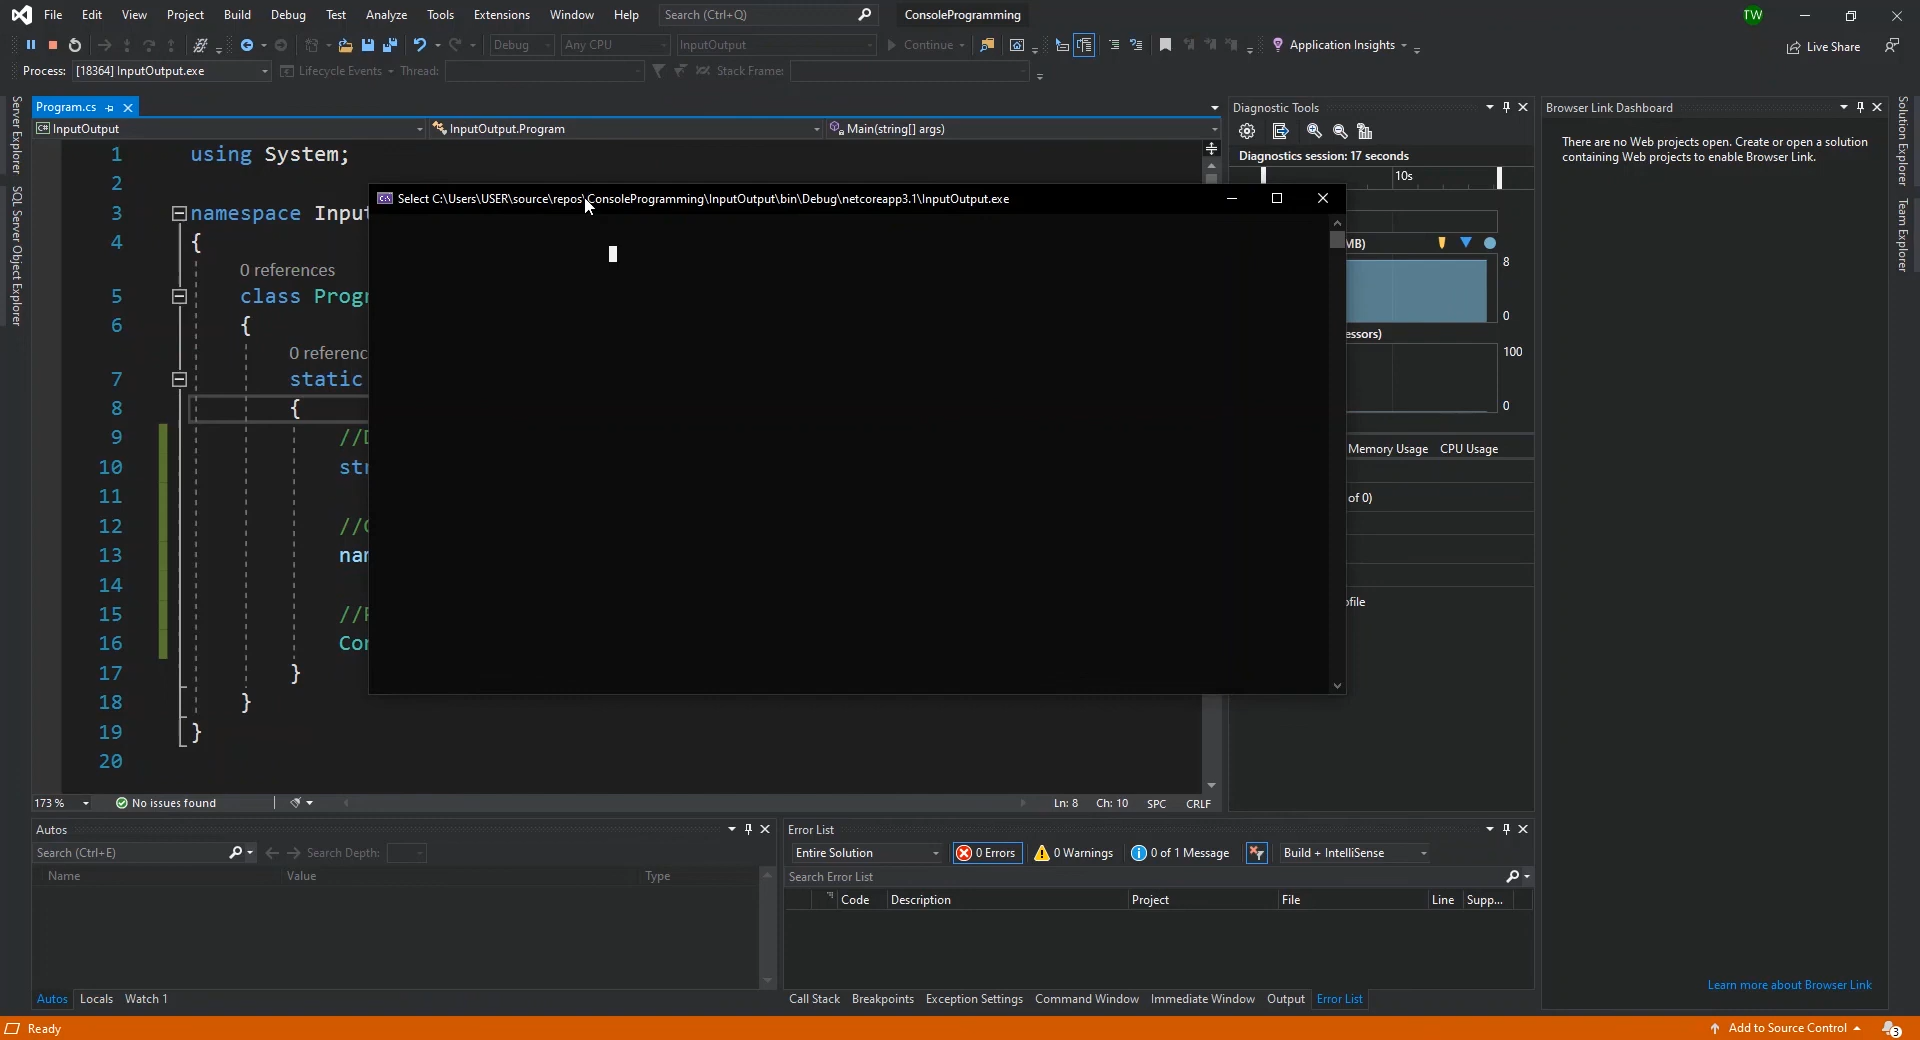 File Edit View Project Build Debug Test Analyze Tools Extensions Window Help Search (Ctrl+Q) ConsoleProgramming TW
Debug Any CPU InputOutput Continue Application Insights Live Share
Process: [18364] InputOutput.exe Lifecycle Events Thread: Stack Frame:
Server Explorer
SQL Server Object Explorer
Program.cs
InputOutput InputOutput.Program Main(string[] args)
1 using System;
2
3 namespace Input
4 {
0 references
5 class Progr
6 {
0 referenc
7 static
8 {
9 //D
10 str
11
12 //
13 nam
14
15 //
16 Con
17 }
18 }
19 }
20
Select C:\Users\USER\source\repos\ConsoleProgramming\InputOutput\bin\Debug\netcoreapp3.1\InputOutput.exe
173 % No issues found Ln: 8 Ch: 10 SPC CRLF
Diagnostic Tools
Diagnostics session: 17 seconds
10s
MB)
8
0
essors)
100
0
Memory Usage CPU Usage
of 0)
ofile
Browser Link Dashboard
There are no Web projects open. Create or open a solution
containing Web projects to enable Browser Link.
Learn more about Browser Link
Solution Explorer
Team Explorer
Autos
Search (Ctrl+E) Search Depth:
Name Value Type
Autos Locals Watch 1
Error List
Entire Solution 0 Errors 0 Warnings 0 of 1 Message Build + IntelliSense
Search Error List
Code Description Project File Line Supp...
Call Stack Breakpoints Exception Settings Command Window Immediate Window Output Error List
Ready Add to Source Control 3